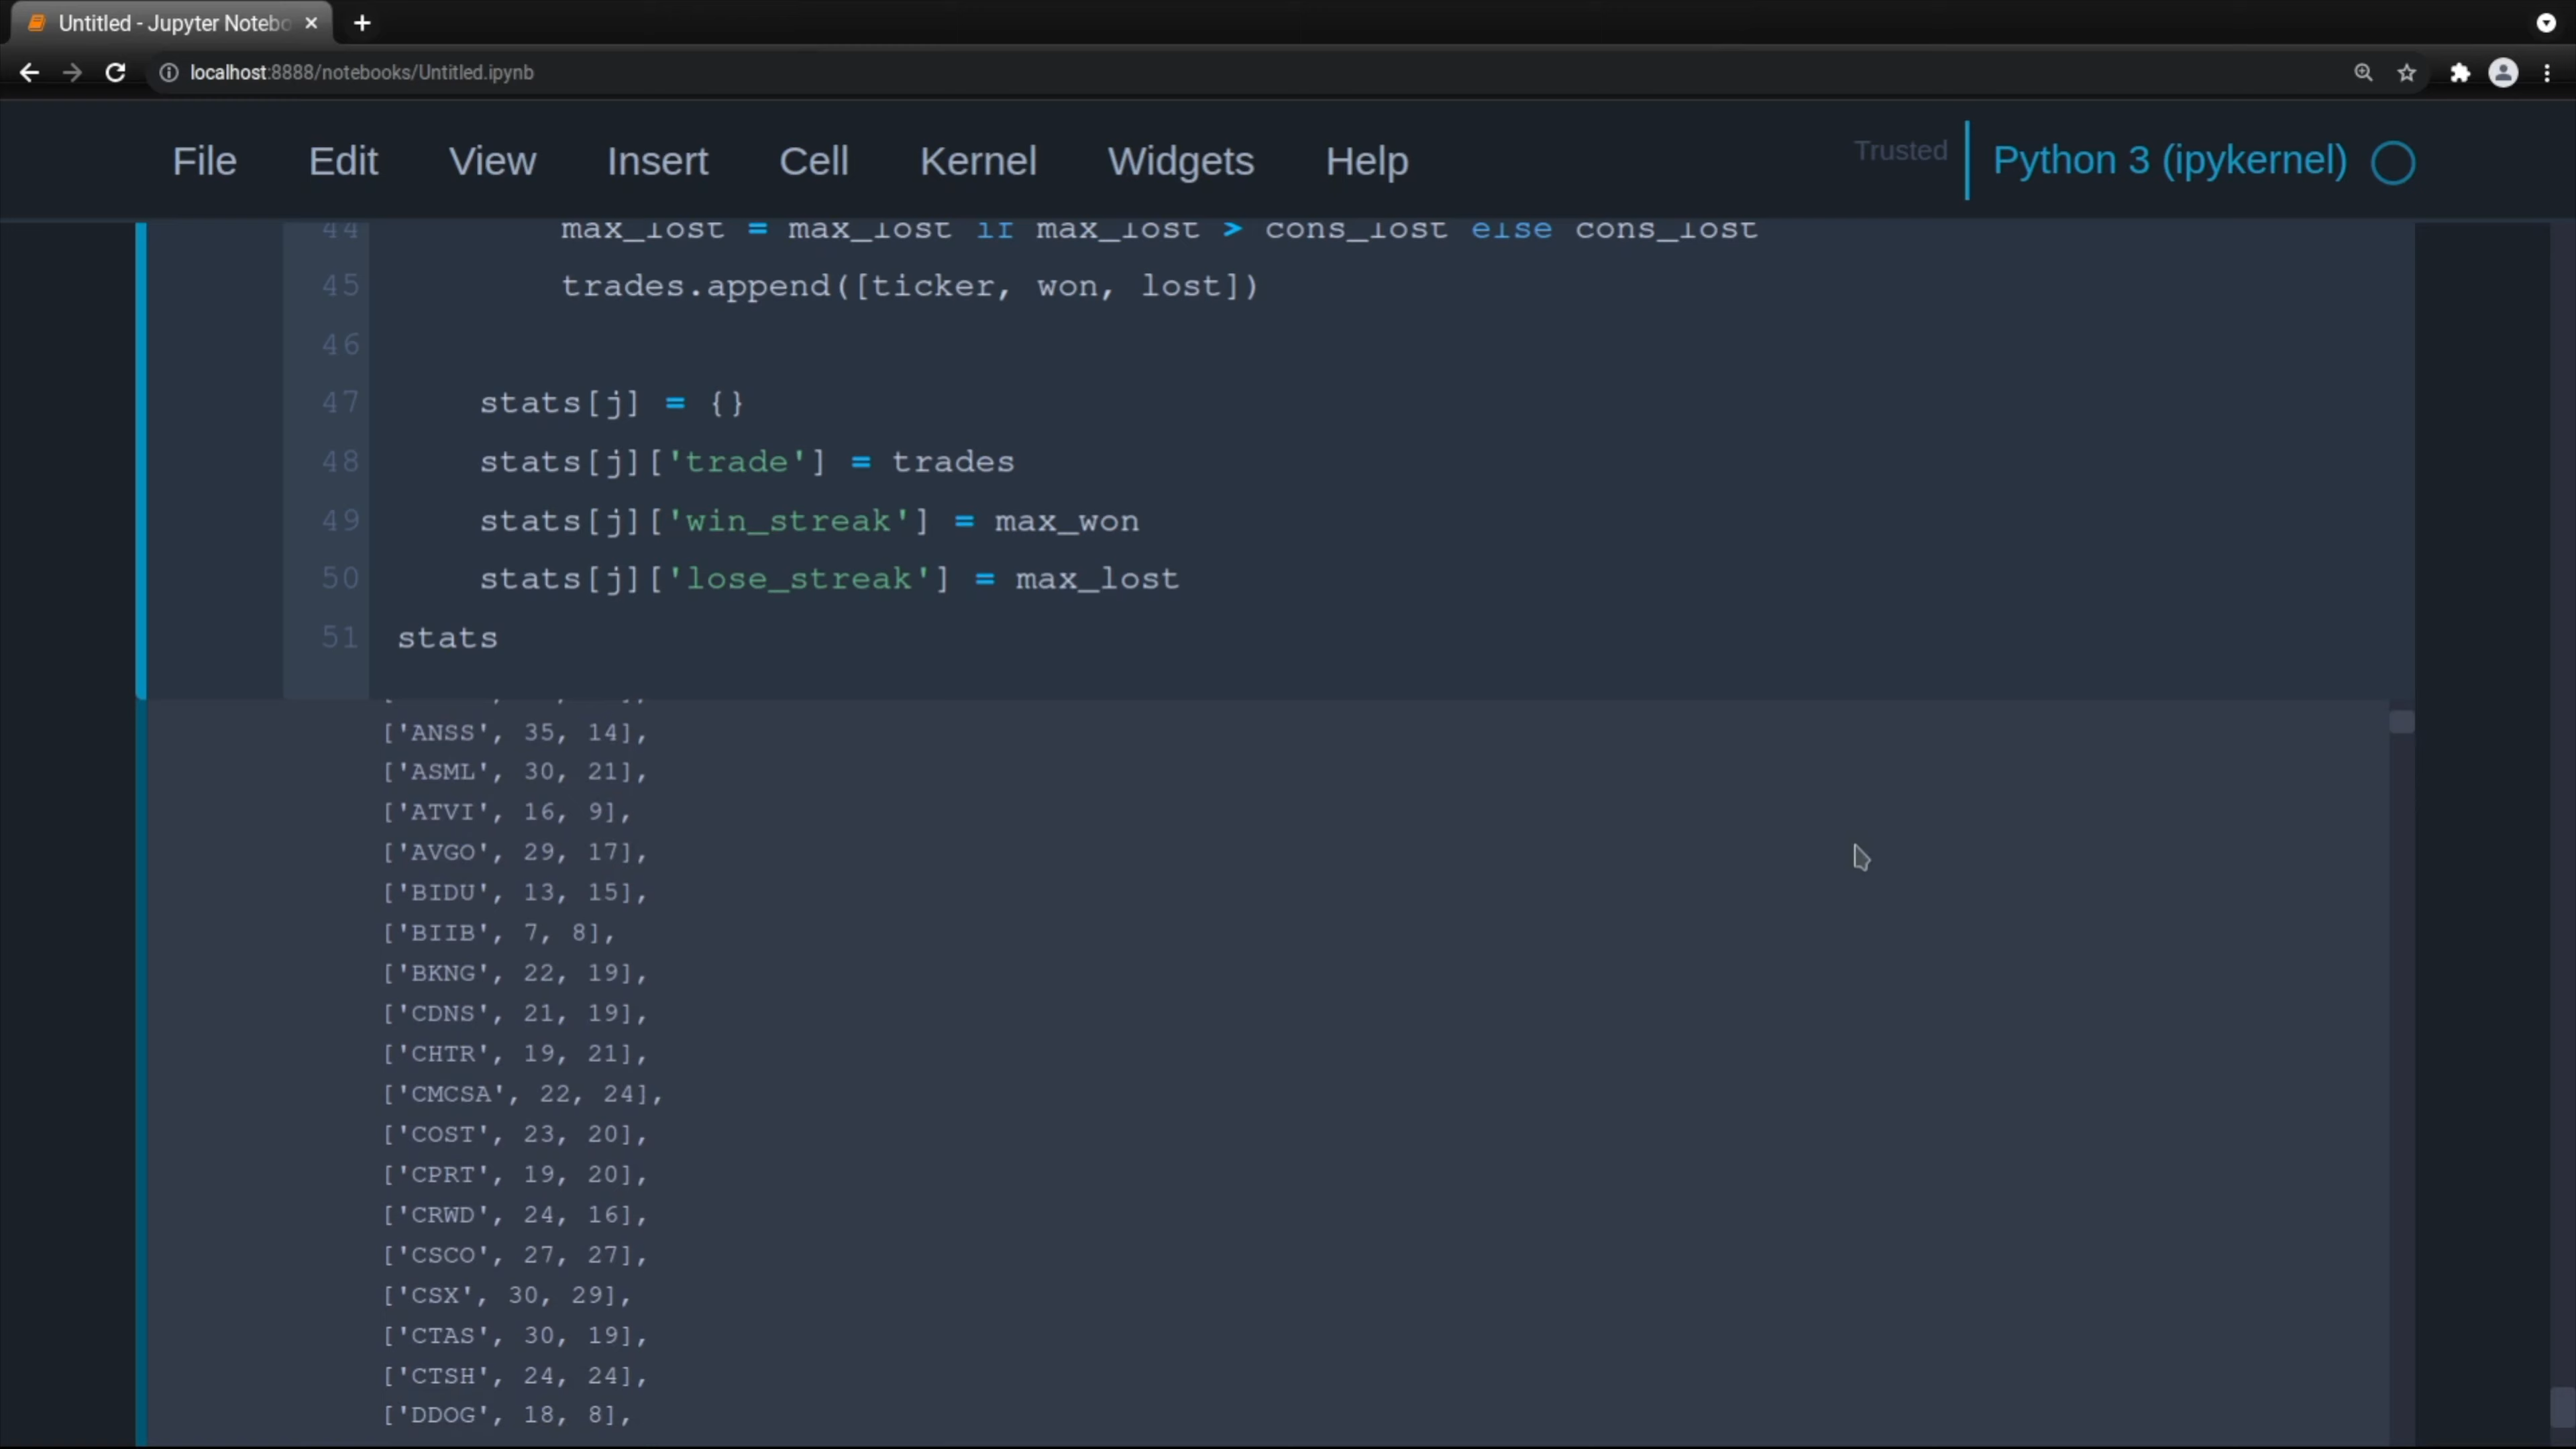 Untitled - Jupyter Notebo
localhost:8888/notebooks/Untitled.ipynb
File Edit View Insert Cell Kernel Widgets Help
Trusted
Python 3 (ipykernel)
44 max_lost = max_lost if max_lost > cons_lost else cons_lost
45 trades.append([ticker, won, lost])
46
47 stats[j] = {}
48 stats[j]['trade'] = trades
49 stats[j]['win_streak'] = max_won
50 stats[j]['lose_streak'] = max_lost
51 stats
['ANSS', 35, 14],
['ASML', 30, 21],
['ATVI', 16, 9],
['AVGO', 29, 17],
['BIDU', 13, 15],
['BIIB', 7, 8],
['BKNG', 22, 19],
['CDNS', 21, 19],
['CHTR', 19, 21],
['CMCSA', 22, 24],
['COST', 23, 20],
['CPRT', 19, 20],
['CRWD', 24, 16],
['CSCO', 27, 27],
['CSX', 30, 29],
['CTAS', 30, 19],
['CTSH', 24, 24],
['DDOG', 18, 8],